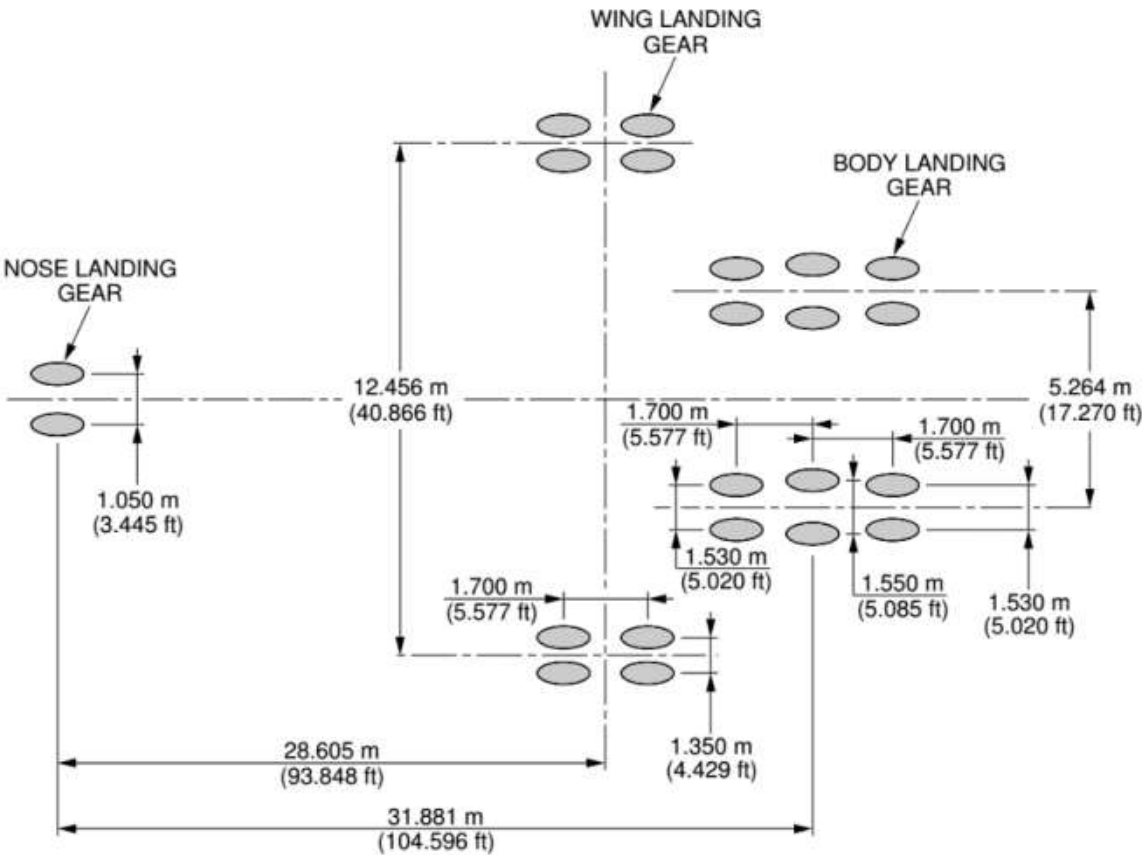 WING LANDING
GEAR
BODY LANDING
GEAR
NOSE LANDING
GEAR
12.456 m
(40.866 ft)
5.264 m
(17.270 ft)
1.700 m
(5.577 ft)
1.700 m
(5.577 ft)
1.050 m
(3.445 ft)
1.530 m
(5.020 ft)
1.700 m
(5.577 ft)
1.550 m
(5.085 ft)
1.530 m
(5.020 ft)
28.605 m
(93.848 ft)
1.350 m
(4.429 ft)
31.881 m
(104.596 ft)